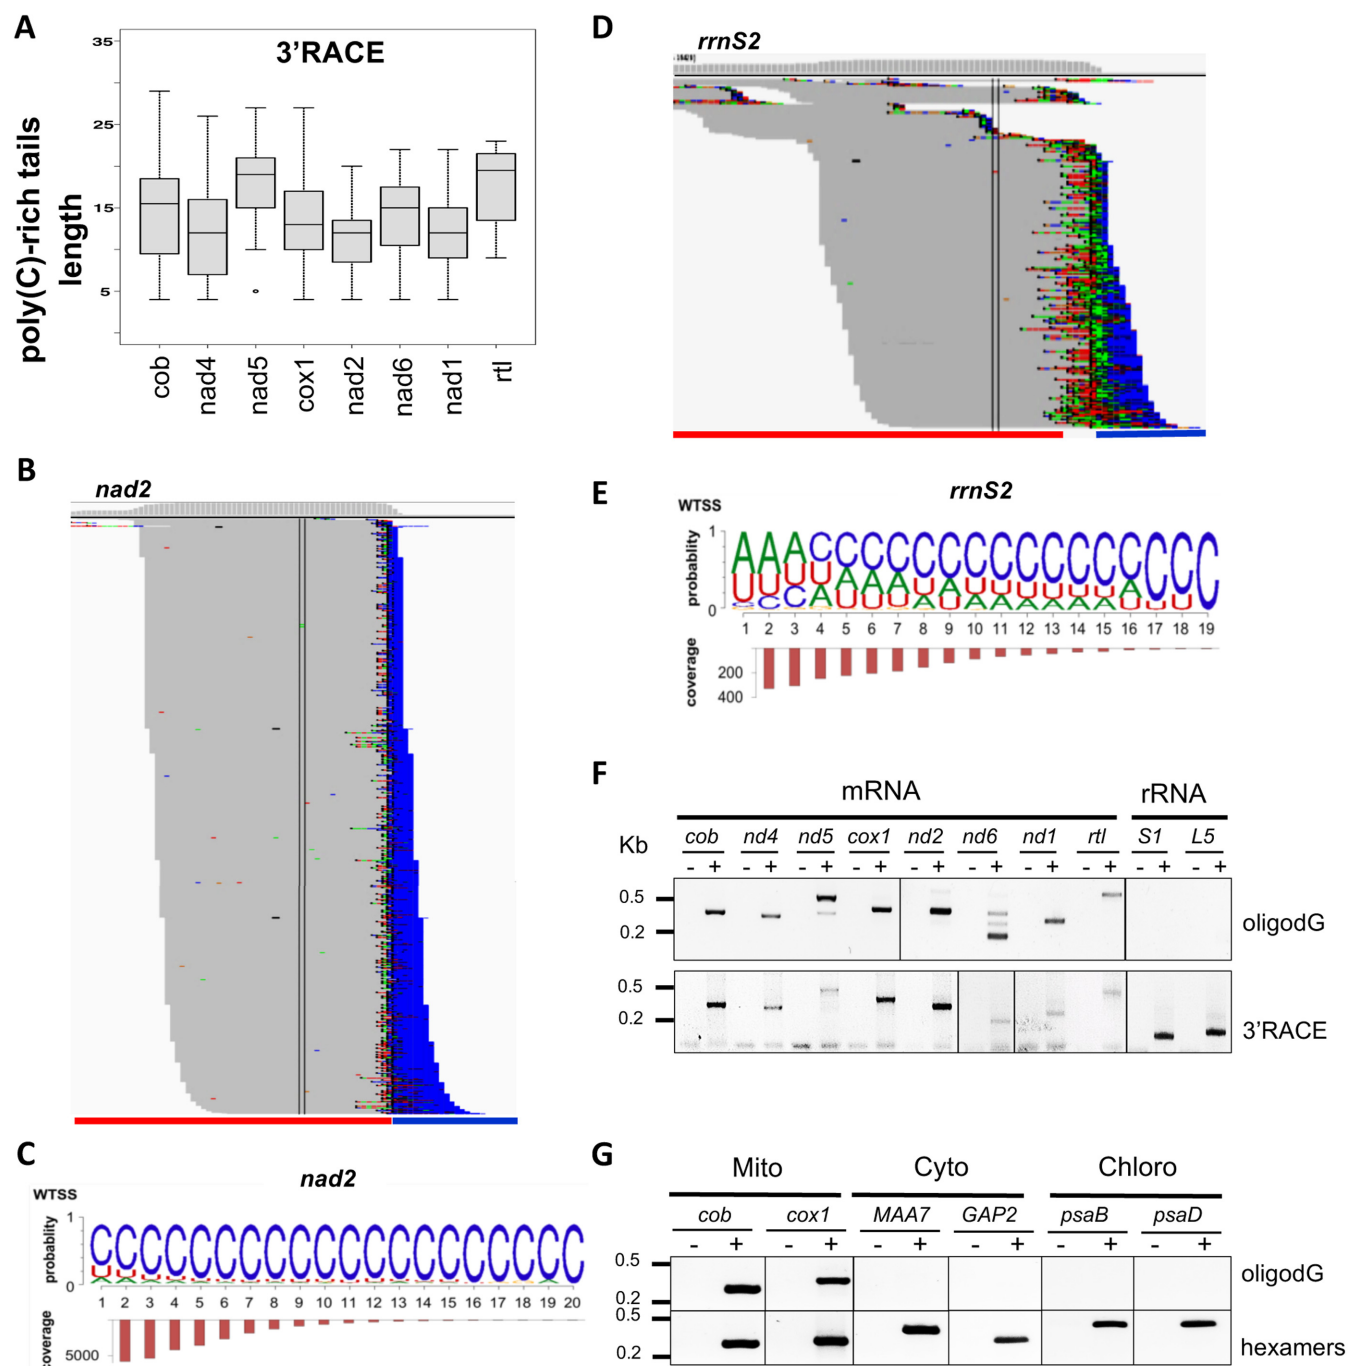 A
3'RACE
poly(C)-rich tails
length
35
25
15
5
cob
nad4
nad5
cox1
nad2
nad6
nad1
rtl
B
nad2
C
nad2
WTSS
probablity
1
0
CCCCCCCCCCCCCCCCCCCC
1 2 3 4 5 6 7 8 9 10 11 12 13 14 15 16 17 18 19 20
coverage
5000
D
rrnS2
E
rrnS2
WTSS
probablity
1
0
AAACCCCCCCCCCCCCCCC
1 2 3 4 5 6 7 8 9 10 11 12 13 14 15 16 17 18 19
coverage
200
400
F
mRNA rRNA
Kb cob nd4 nd5 cox1 nd2 nd6 nd1 rtl S1 L5
- + - + - + - + - + - + - + - + - + - +
0.5
0.2
oligodG
0.5
0.2
3'RACE
G
Mito Cyto Chloro
cob cox1 MAA7 GAP2 psaB psaD
- + - + - + - + - + - +
0.5
0.2
oligodG
0.5
0.2
hexamers